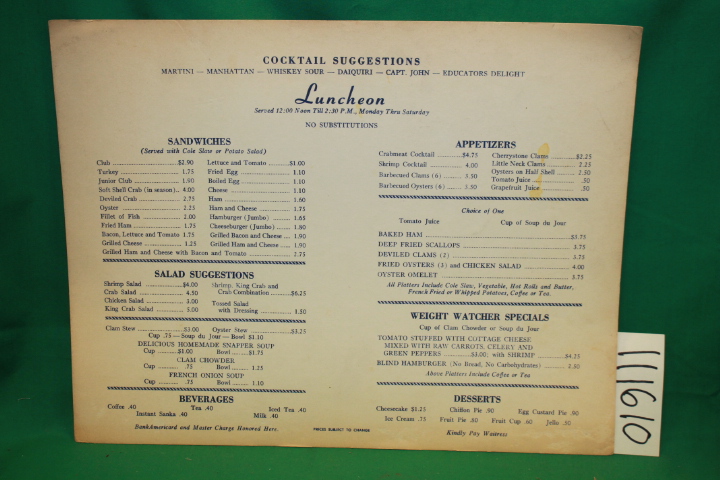 COCKTAIL SUGGESTIONS
MARTINI — MANHATTAN — WHISKEY SOUR — DAIQUIRI — CAPT. JOHN — EDUCATORS DELIGHT
Luncheon
Served 12:00 Noon Till 2:30 P.M., Monday Thru Saturday
NO SUBSTITUTIONS
SANDWICHES
(Served with Cole Slaw or Potato Salad)
Club $2.90
Turkey 1.75
Junior Club 1.90
Soft Shell Crab (in season) 4.00
Deviled Crab 2.75
Oyster 2.25
Fillet of Fish 2.00
Fried Ham 1.75
Bacon, Lettuce and Tomato 1.75
Grilled Cheese 1.25
Lettuce and Tomato $1.00
Fried Egg 1.10
Boiled Egg 1.10
Cheese 1.10
Ham 1.60
Ham and Cheese 1.75
Hamburger (Jumbo) 1.65
Cheeseburger (Jumbo) 1.80
Grilled Bacon and Cheese 1.90
Grilled Ham and Cheese 1.90
Grilled Ham and Cheese with Bacon and Tomato 2.75
SALAD SUGGESTIONS
Shrimp Salad $4.00
Crab Salad 4.50
Chicken Salad 3.00
King Crab Salad 5.00
Shrimp, King Crab and
Crab Combination $6.25
Tossed Salad
with Dressing 1.50
Clam Stew $3.00 Oyster Stew $3.25
Cup .75 — Soup du Jour — Bowl $1.10
DELICIOUS HOMEMADE SNAPPER SOUP
Cup $1.00 Bowl $1.75
CLAM CHOWDER
Cup .75 Bowl 1.25
FRENCH ONION SOUP
Cup .75 Bowl 1.10
BEVERAGES
Coffee .40 Tea .40 Iced Tea .40
Instant Sanka .40 Milk .40
BankAmericard and Master Charge Honored Here.
PRICES SUBJECT TO CHANGE
APPETIZERS
Crabmeat Cocktail $4.75
Shrimp Cocktail 4.00
Barbecued Clams (6) 3.50
Barbecued Oysters (6) 3.50
Cherrystone Clams $2.25
Little Neck Clams 2.25
Oysters on Half Shell 2.50
Tomato Juice .50
Grapefruit Juice .50
Choice of One
Tomato Juice Cup of Soup du Jour
BAKED HAM $3.75
DEEP FRIED SCALLOPS 3.75
DEVILED CLAMS (2) 3.75
FRIED OYSTERS (3) and CHICKEN SALAD 4.00
OYSTER OMELET 3.75
All Platters Include Cole Slaw, Vegetable, Hot Rolls and Butter,
French Fried or Whipped Potatoes, Coffee or Tea.
WEIGHT WATCHER SPECIALS
Cup of Clam Chowder or Soup du Jour
TOMATO STUFFED WITH COTTAGE CHEESE
MIXED WITH RAW CARROTS, CELERY AND
GREEN PEPPERS $3.00; with SHRIMP $4.25
BLIND HAMBURGER (No Bread, No Carbohydrates) 2.50
Above Platters Include Coffee or Tea
DESSERTS
Cheesecake $1.25 Chiffon Pie .90 Egg Custard Pie .90
Ice Cream .75 Fruit Pie .80 Fruit Cup .60 Jello .50
Kindly Pay Waitress
0191111